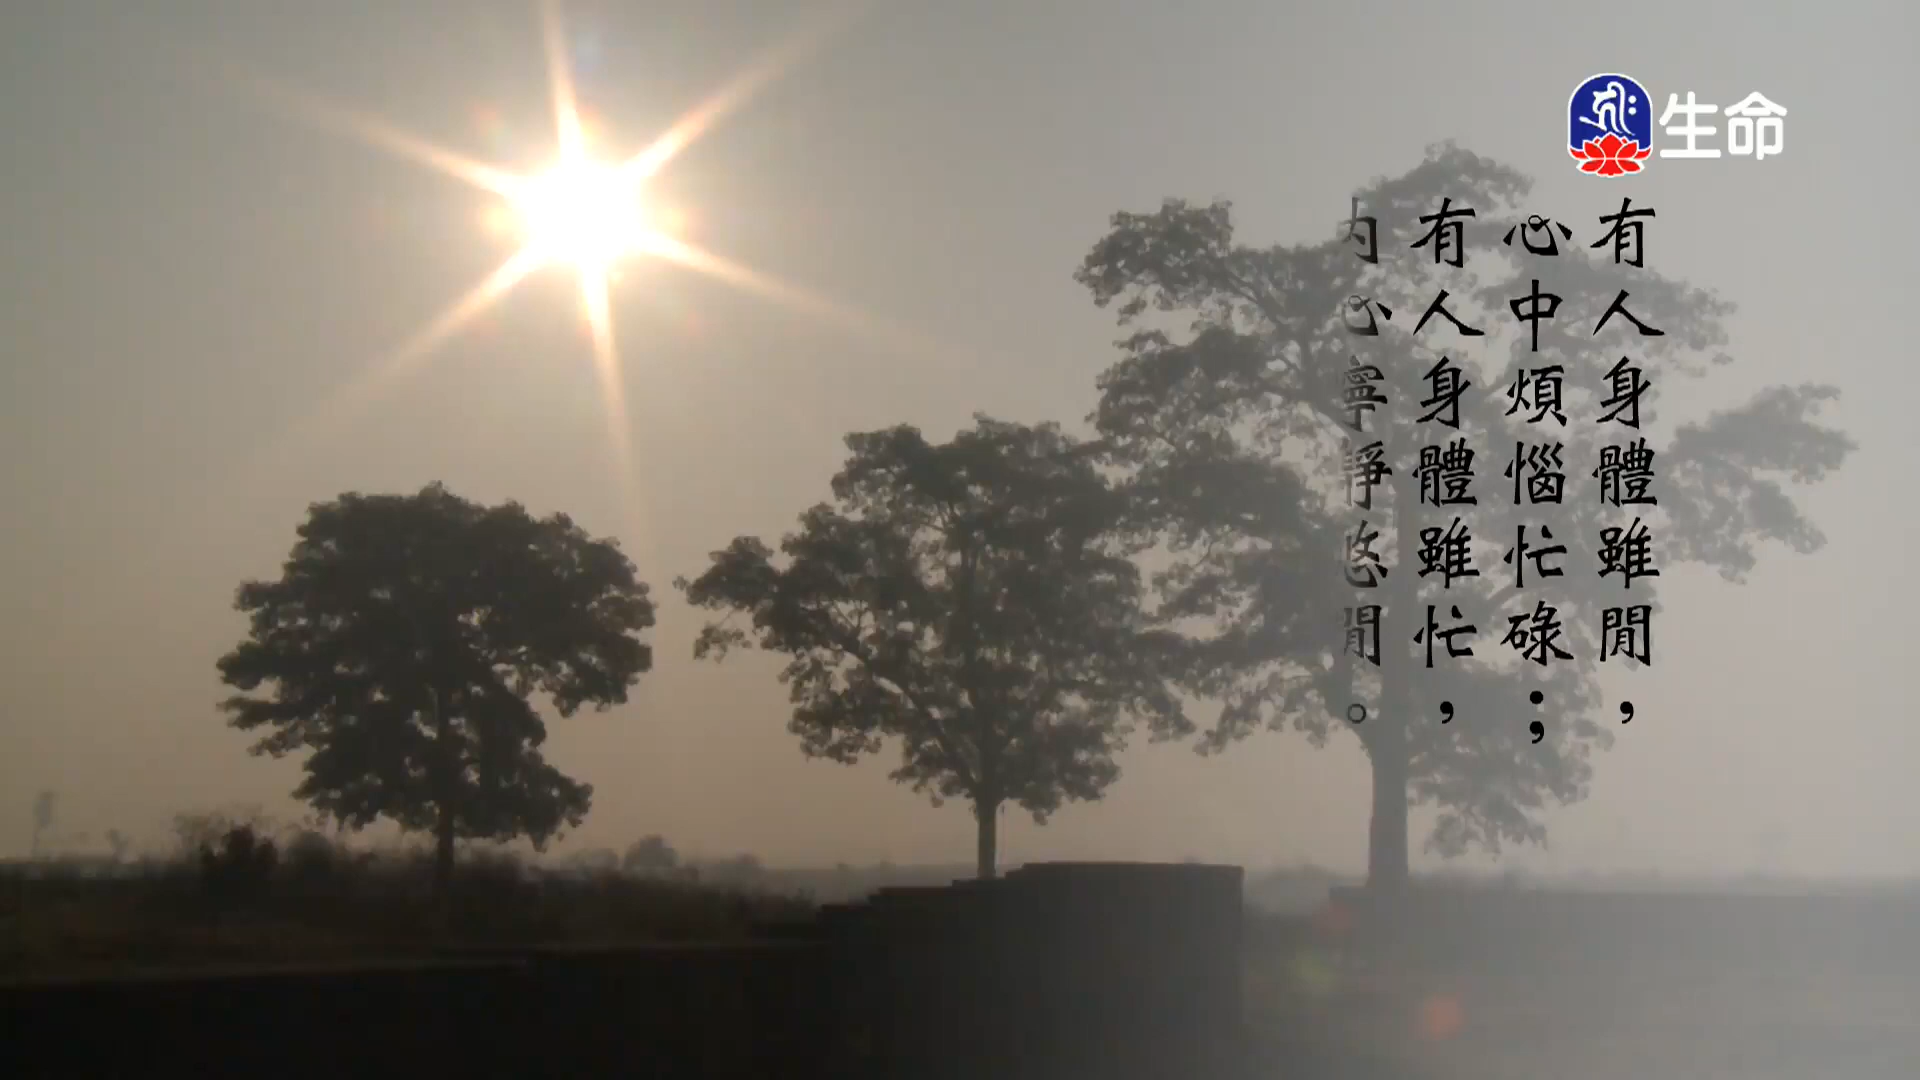 生命
有人身體雖閒，
心中煩惱忙碌；
有人身體雖忙，
內心寧靜悠閒。